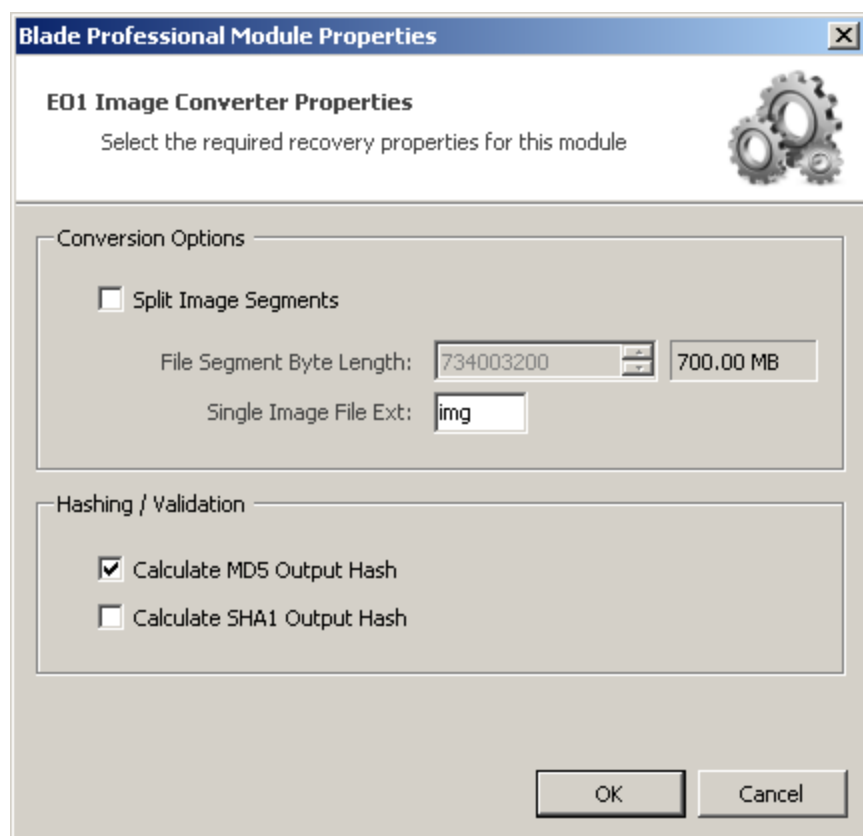 Blade Professional Module Properties
E01 Image Converter Properties
Select the required recovery properties for this module
Conversion Options
Split Image Segments
File Segment Byte Length: 734003200 700.00 MB
Single Image File Ext: img
Hashing / Validation
Calculate MD5 Output Hash
Calculate SHA1 Output Hash
OK Cancel